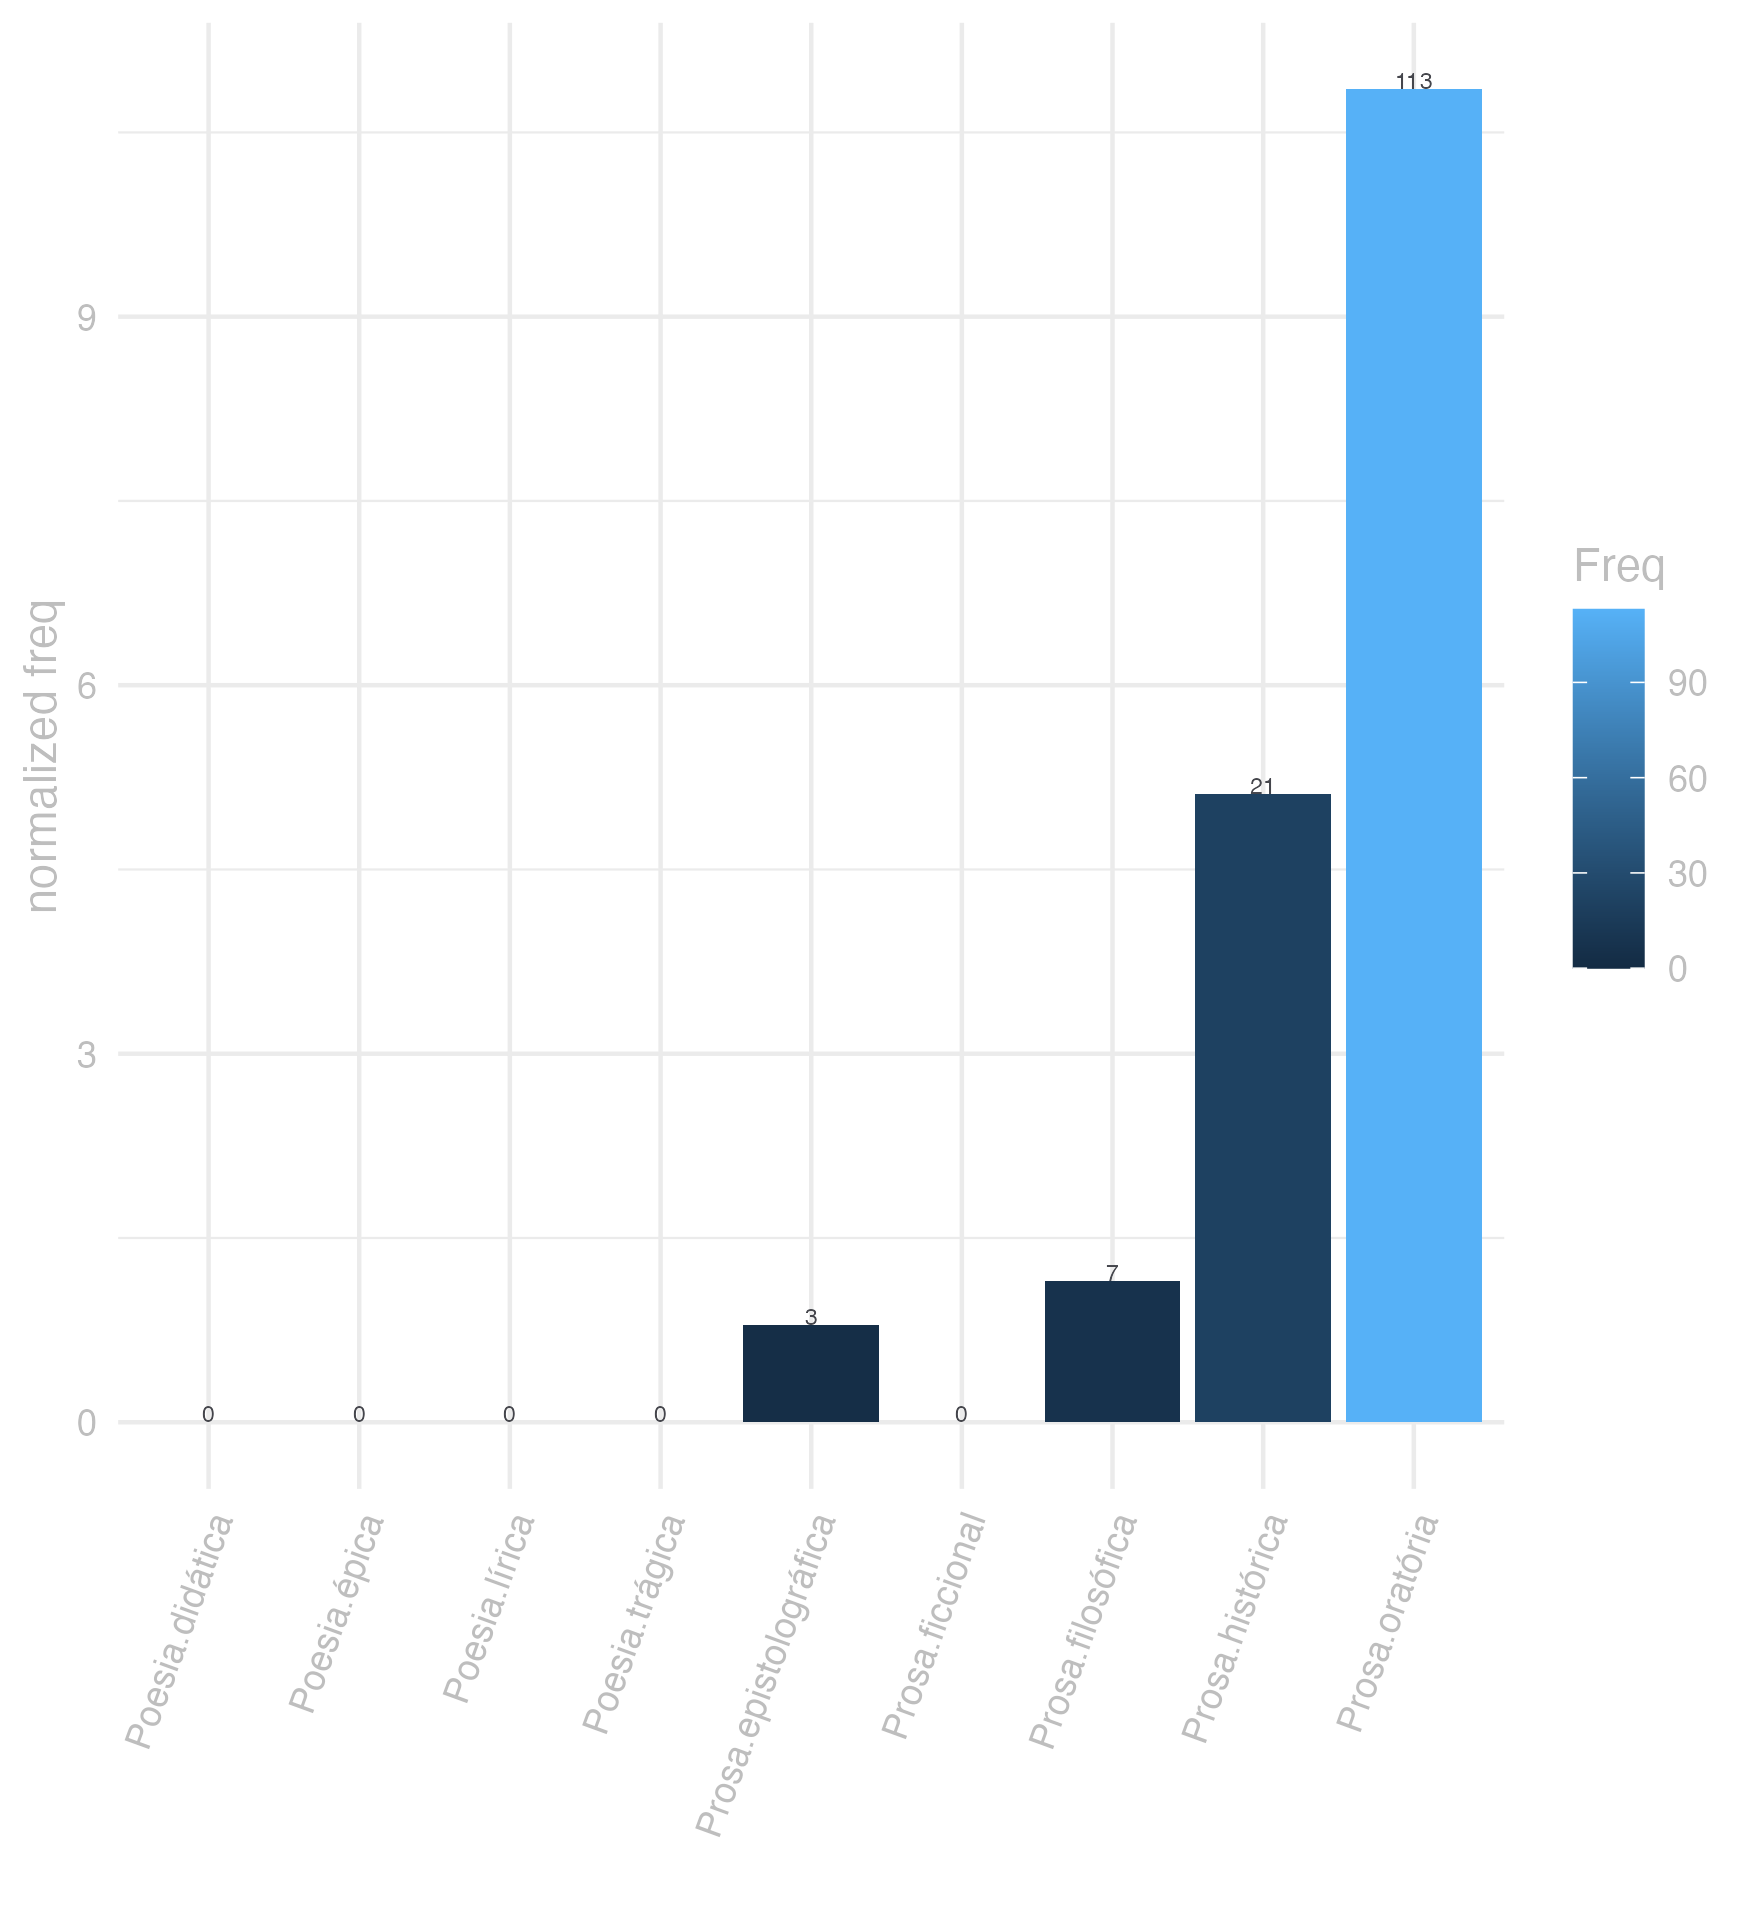 113
9
Freq
normalized freq
6
90
21
60
30
3
0
7
3
0
0
0
0
0
0
Poesia.didática
Poesia.épica
Poesia.lírica
Poesia.trágica
Prosa.epistolográfica
Prosa.ficcional
Prosa.filosófica
Prosa.histórica
Prosa.oratória